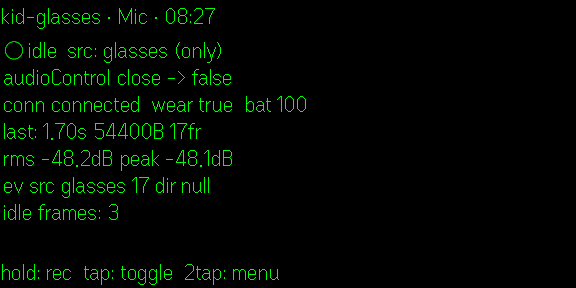 kid-glasses · Mic · 08:27
○ idle  src: glasses (only)
audioControl close -> false
conn connected  wear true  bat 100
last: 1.70s 54400B 17fr
rms -48.2dB peak -48.1dB
ev src glasses 17 dir null
idle frames: 3
hold: rec  tap: toggle  2tap: menu